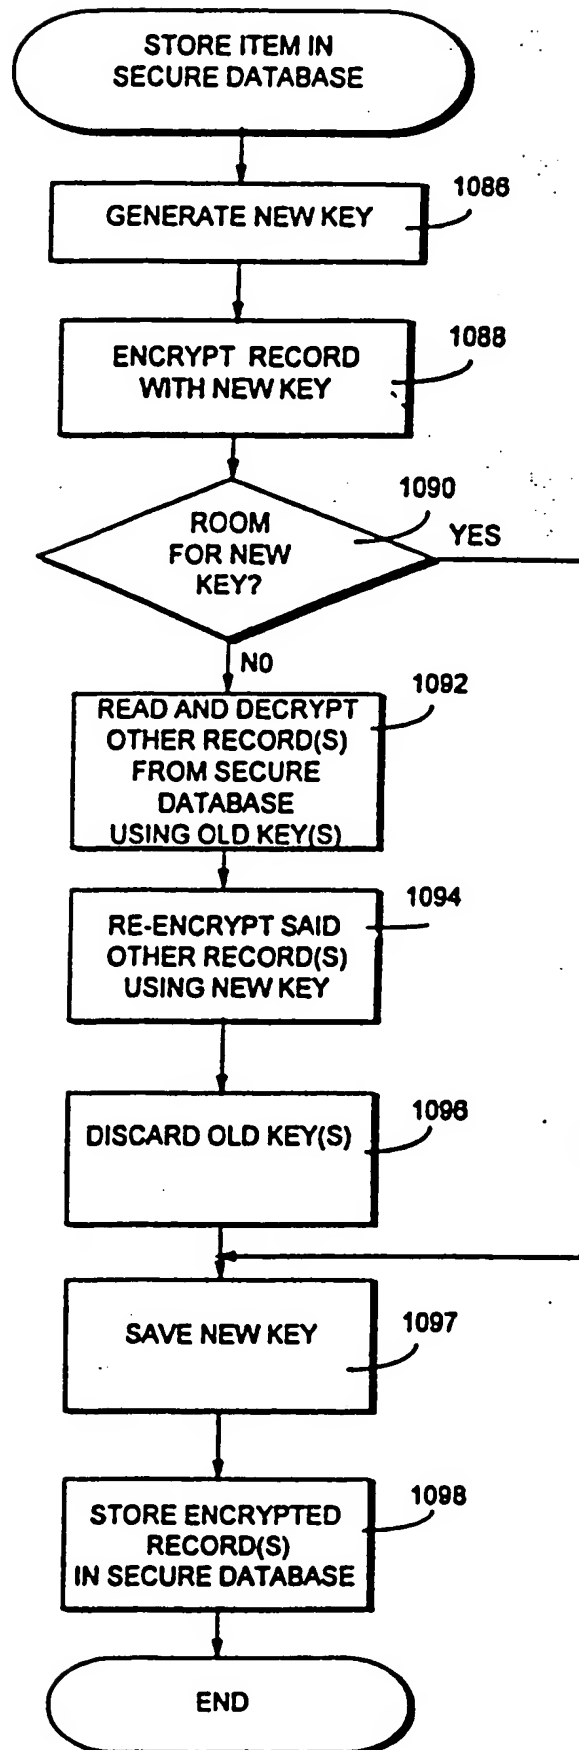 STORE ITEM IN
SECURE DATABASE
1086
GENERATE NEW KEY
1088
ENCRYPT RECORD
WITH NEW KEY
1090
ROOM
FOR NEW
KEY?
YES
NO
1092
READ AND DECRYPT
OTHER RECORD(S)
FROM SECURE
DATABASE
USING OLD KEY(S)
1094
RE-ENCRYPT SAID
OTHER RECORD(S)
USING NEW KEY
1096
DISCARD OLD KEY(S)
1097
SAVE NEW KEY
1098
STORE ENCRYPTED
RECORD(S)
IN SECURE DATABASE
END